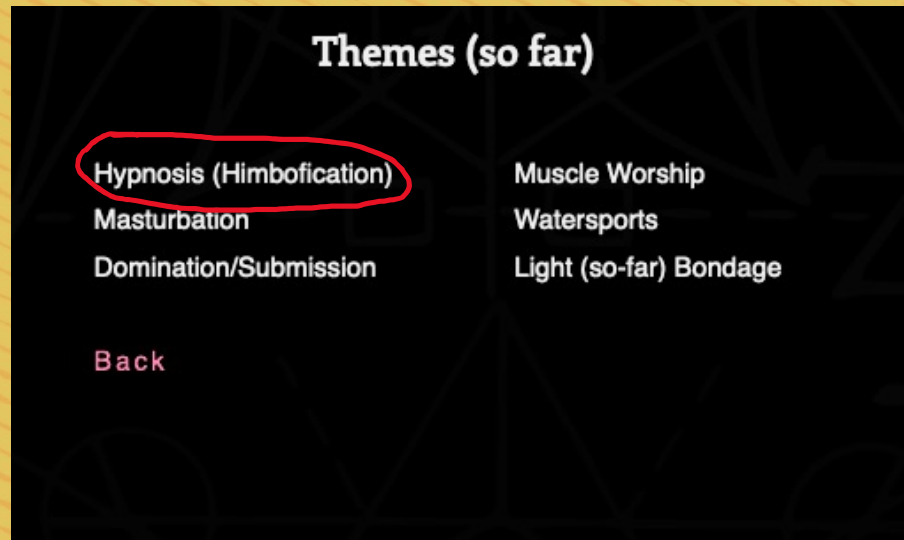 Themes (so far)
Hypnosis (Himbofication)
Masturbation
Domination/Submission
Muscle Worship
Watersports
Light (so-far) Bondage
Back